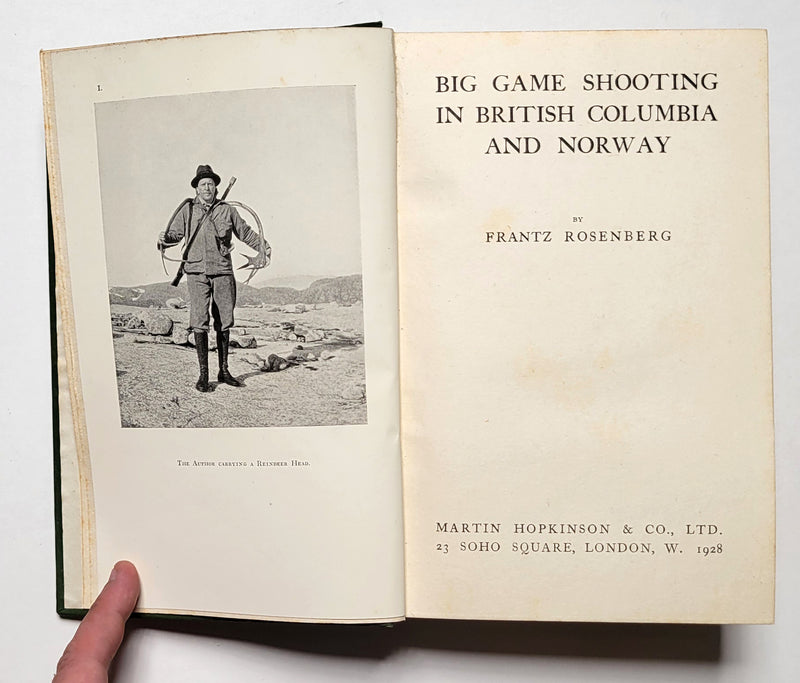 I.
The Author carrying a Reindeer Head.
BIG GAME SHOOTING
IN BRITISH COLUMBIA
AND NORWAY
BY
FRANTZ ROSENBERG
MARTIN HOPKINSON & CO., LTD.
23 SOHO SQUARE, LONDON, W. 1928